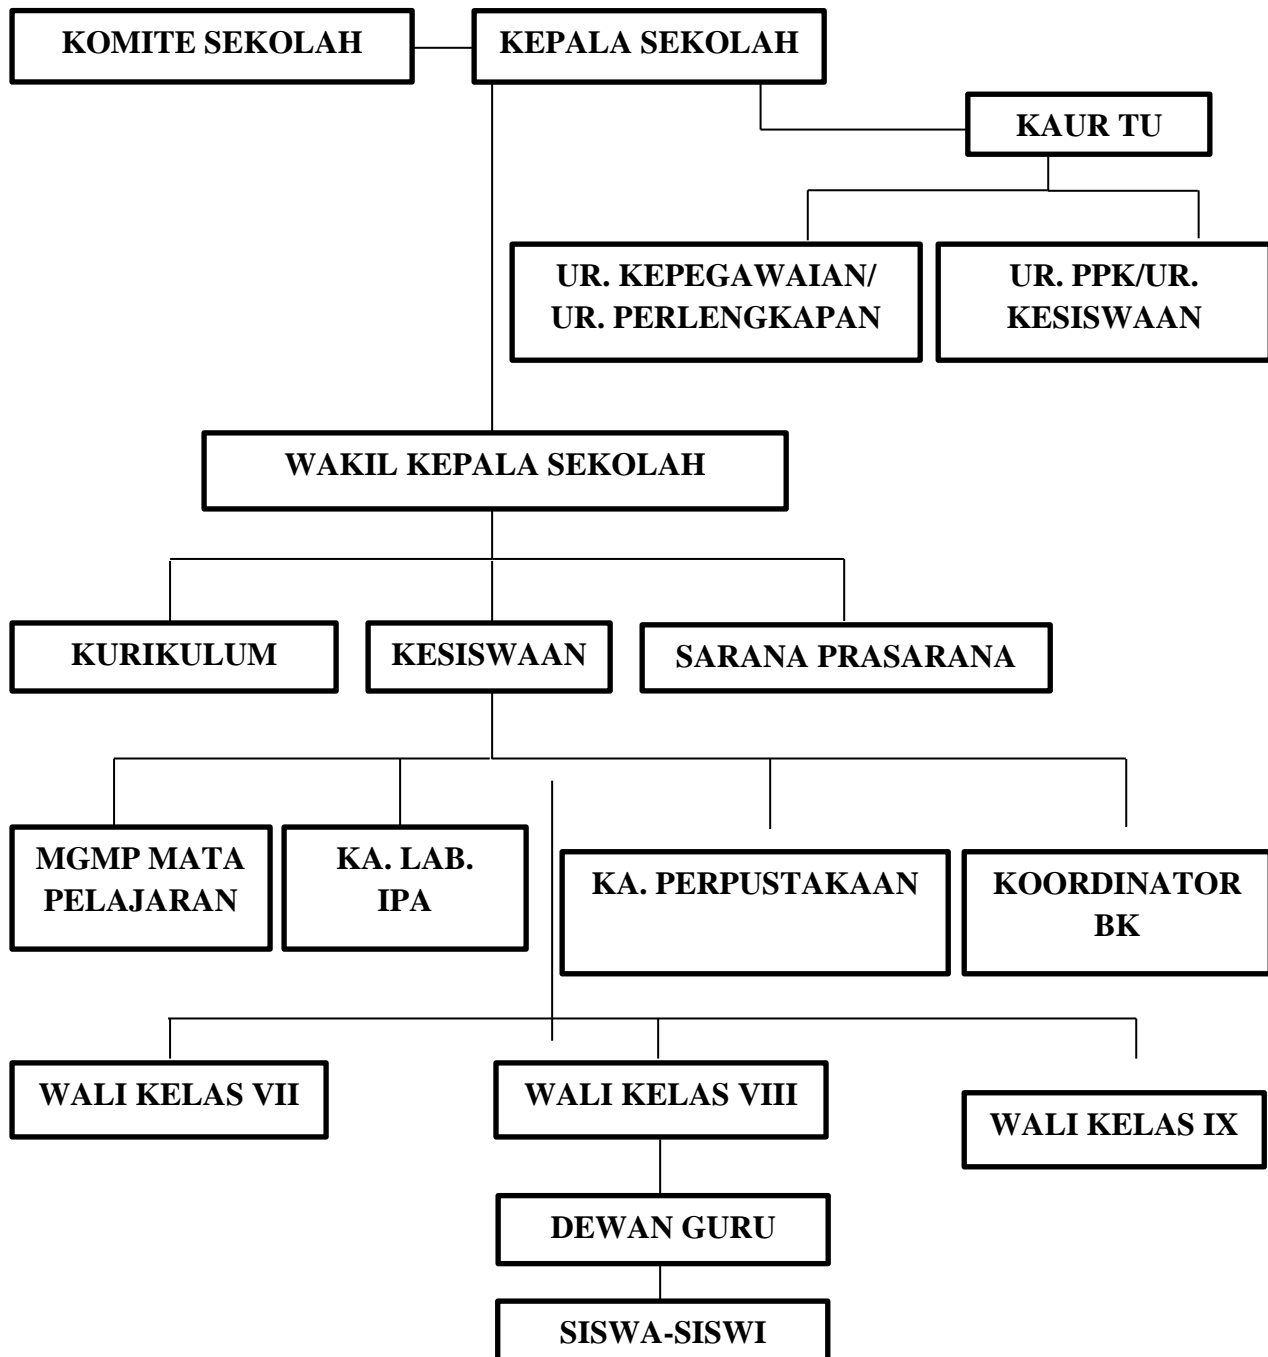 KOMITE SEKOLAH
KEPALA SEKOLAH
KAUR TU
UR. KEPEGAWAIAN/
UR. PERLENGKAPAN
UR. PPK/UR.
KESISWAAN
WAKIL KEPALA SEKOLAH
KURIKULUM
KESISWAAN
SARANA PRASARANA
MGMP MATA
PELAJARAN
KA. LAB.
IPA
KA. PERPUSTAKAAN
KOORDINATOR
BK
WALI KELAS VII
WALI KELAS VIII
WALI KELAS IX
DEWAN GURU
SISWA-SISWI